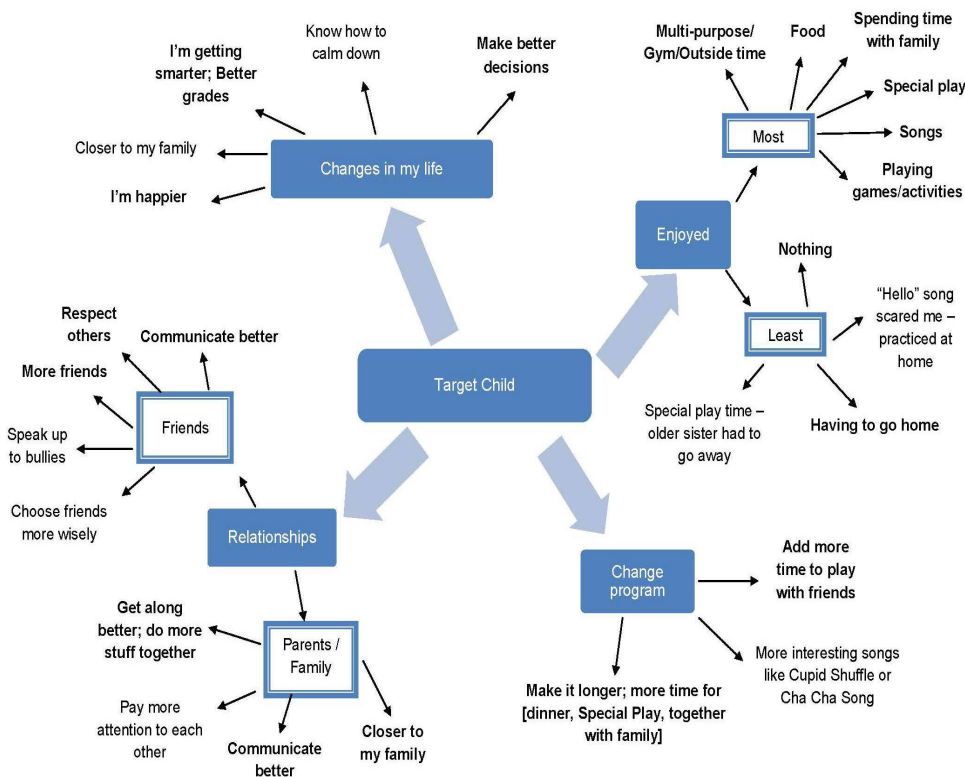 I'm getting
smarter; Better
grades
Know how to
calm down
Make better
decisions
Closer to my family
I'm happier
Changes in my life
Multi-purpose/
Gym/Outside time
Food
Spending time
with family
Special play
Songs
Playing
games/activities
Most
Enjoyed
Nothing
Least
“Hello” song
scared me –
practiced at
home
Special play time –
older sister had to
go away
Having to go home
Target Child
Respect
others
Communicate better
More friends
Friends
Speak up
to bullies
Choose friends
more wisely
Relationships
Get along
better; do more
stuff together
Parents /
Family
Pay more
attention to each
other
Communicate
better
Closer to
my family
Change
program
Add more
time to play
with friends
More interesting songs
like Cupid Shuffle or
Cha Cha Song
Make it longer; more time for
[dinner, Special Play, together
with family]